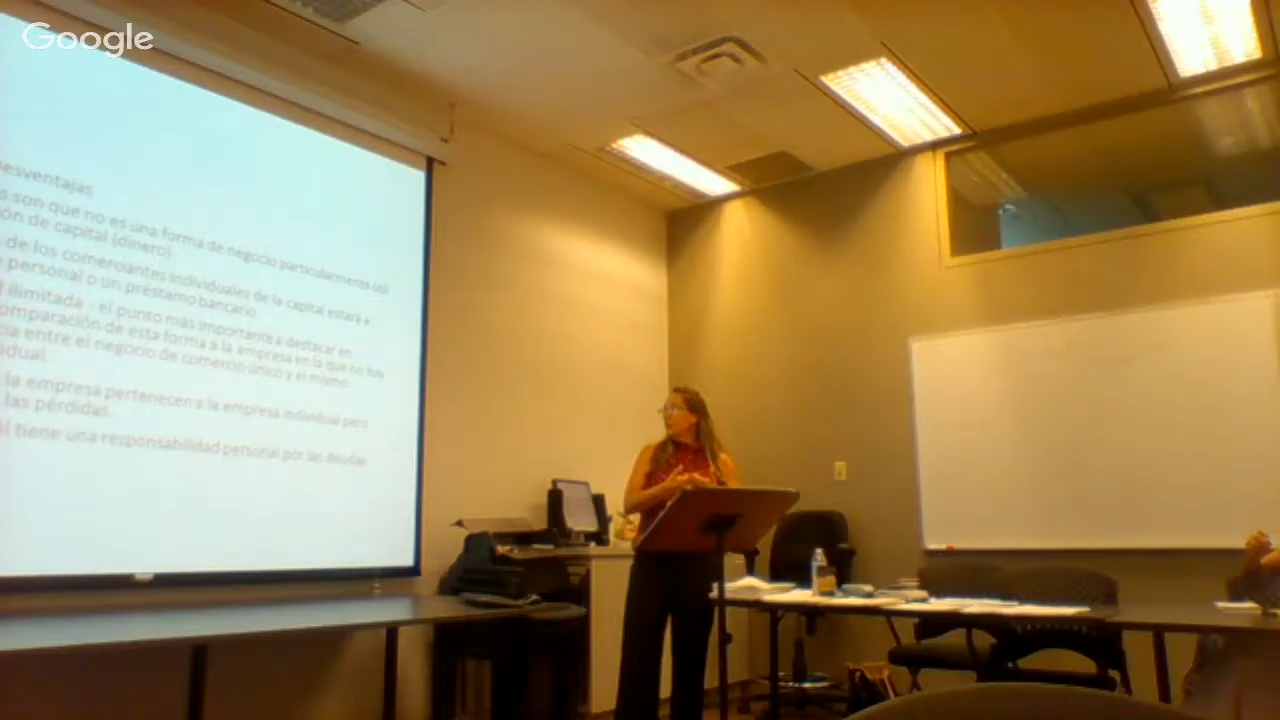 Google
esventajas
s son que no es una forma de negocio particularmente útil
ón de capital (dinero)
de los comerciantes individuales de la capital estará a
personal o un préstamo bancario.
ilimitada - el punto más importante a destacar en
omparación de esta forma a la empresa en la que no hay
cia entre el negocio de comercio único y el mismo
idual.
la empresa pertenecen a la empresa individual pero
las pérdidas.
tiene una responsabilidad personal por las deudas